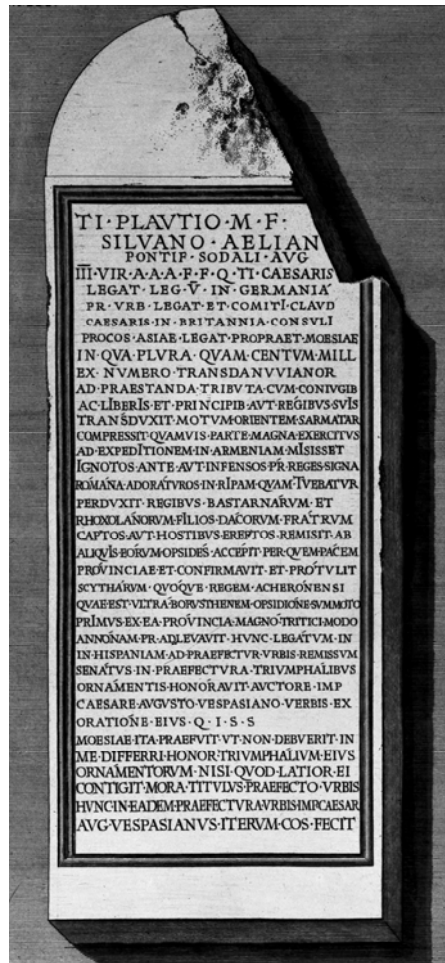 TI·PLAVTIO·M·F·
SILVANO·AELIAN
PONTIF·SODALI·AVG
III·VIR·A·A·A·F·F·Q·TI·CAESARIS
LEGAT·LEG·V·IN·GERMANIA
PR·VRB·LEGAT·ET·COMITI·CLAVD
CAESARIS·IN·BRITANNIA·CONSVLI
PROCOS·ASIAE·LEGAT·PROPRAET·MOESIAE
IN·QVA·PLVRA·QVAM·CENTVM·MILL
EX·NVMERO·TRANSDANVVIANOR
AD·PRAESTANDA·TRIBVTA·CVM·CONIVGIB
AC·LIBERIS·ET·PRINCIPIB·AVT·REGIBVS·SVIS
TRANSDVXIT·MOTVM·ORIENTEM·SARMATAR
COMPRESSIT·QVAMVIS·PARTE·MAGNA·EXERCITVS
AD·EXPEDITIONEM·IN·ARMENIAM·MISISSET
IGNOTOS·ANTE·AVT·INFENSOS·P·R·REGES·SIGNA
ROMANA·ADORATVROS·IN·RIPAM·QVAM·TVEBATVR
PERDVXIT·REGIBVS·BASTARNARVM·ET
RHOXOLANORVM·FILIOS·DACORVM·FRATRVM
CAPTOS·AVT·HOSTIBVS·EREPTOS·REMISIT·AB
ALIQVIS·EORVM·OPSIDES·ACCEPIT·PER·QVEM·PACEM
PROVINCIAE·ET·CONFIRMAVIT·ET·PROTVLIT
SCYTHARVM·QVOQVE·REGEM·ACHERONENSI
QVAE·EST·VLTRA·BORVSTHENEM·OPSIDIONE·SVMMOTO
PRIMVS·EX·EA·PROVINCIA·MAGNO·TRITICI·MODO
ANNONAM·P·R·ADLEVAVIT·HVNC·LEGATVM·IN
IN·HISPANIAM·AD·PRAEFECTVR·VRBIS·REMISSVM
SENATVS·IN·PRAEFECTVRA·TRIVMPHALIBVS
ORNAMENTIS·HONORAVIT·AVCTORE·IMP
CAESARE·AVGVSTO·VESPASIANO·VERBIS·EX
ORATIONE·EIVS·Q·I·S·S
MOESIAE·ITA·PRAEFVIT·VT·NON·DEBVERIT·IN
ME·DIFFERRI·HONOR·TRIVMPHALIVM·EIVS
ORNAMENTORVM·NISI·QVOD·LATIOR·EI
CONTIGIT·MORA·TITVLVS·PRAEFECTO·VRBIS
HVNC·IN·EADEM·PRAEFECTVRA·VRBIS·IMP·CAESAR
AVG·VESPASIANVS·ITERVM·COS·FECIT